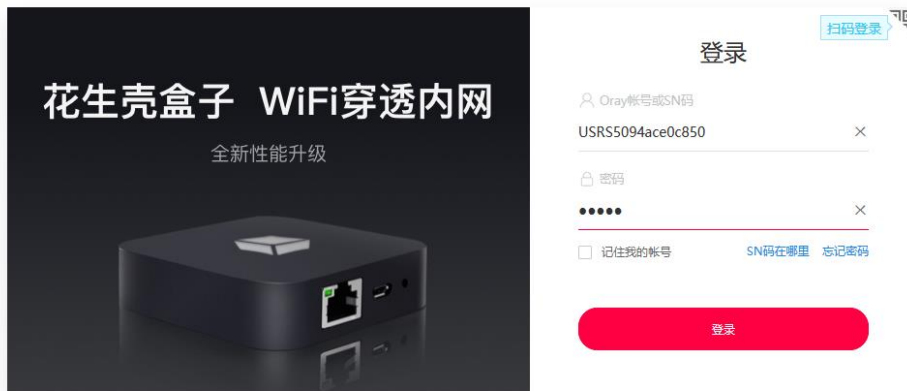 花生壳盒子 WiFi穿透内网
全新性能升级
扫码登录
登录
Oray帐号或SN码
USRS5094ace0c850
密码
•••••
记住我的帐号
SN码在哪里 忘记密码
登录